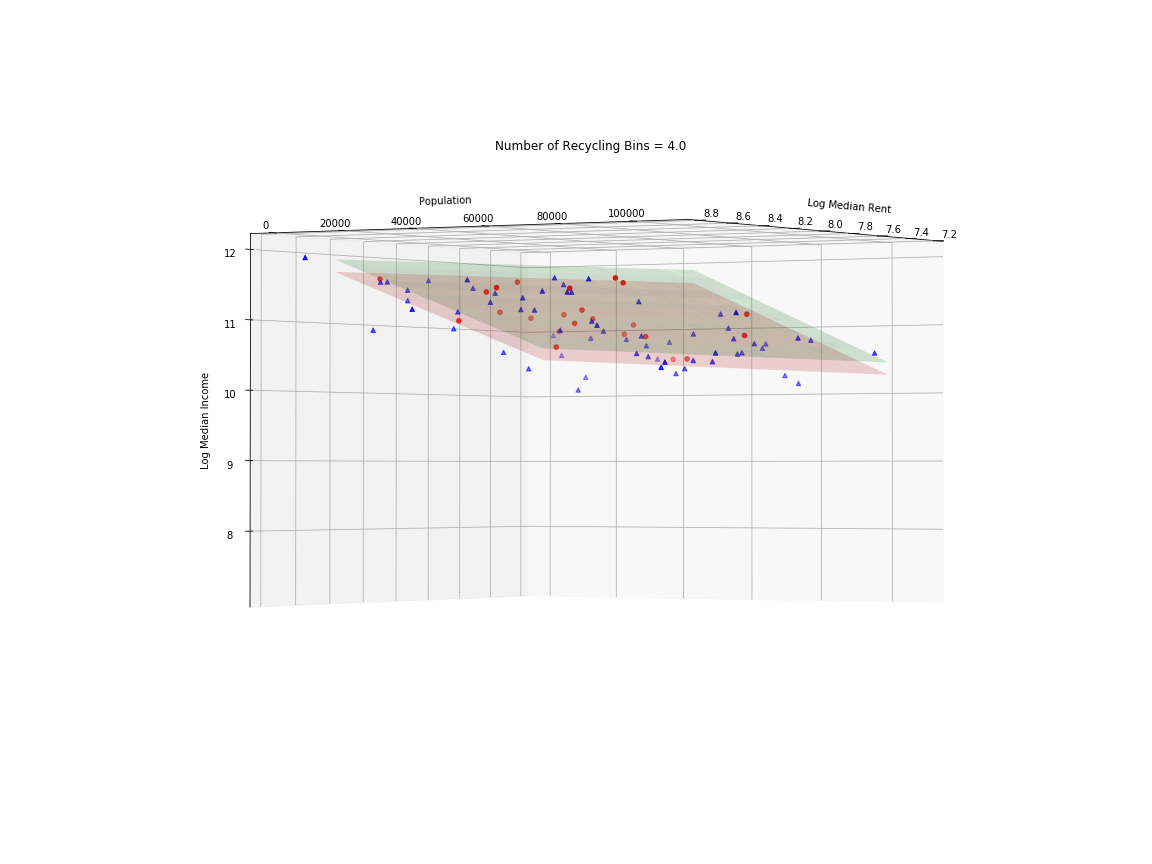 Number of Recycling Bins = 4.0
Population
Log Median Rent
0 20000 40000 60000 80000 100000
8.8 8.6 8.4 8.2 8.0 7.8 7.6 7.4 7.2
12
11
10
9
8
Log Median Income